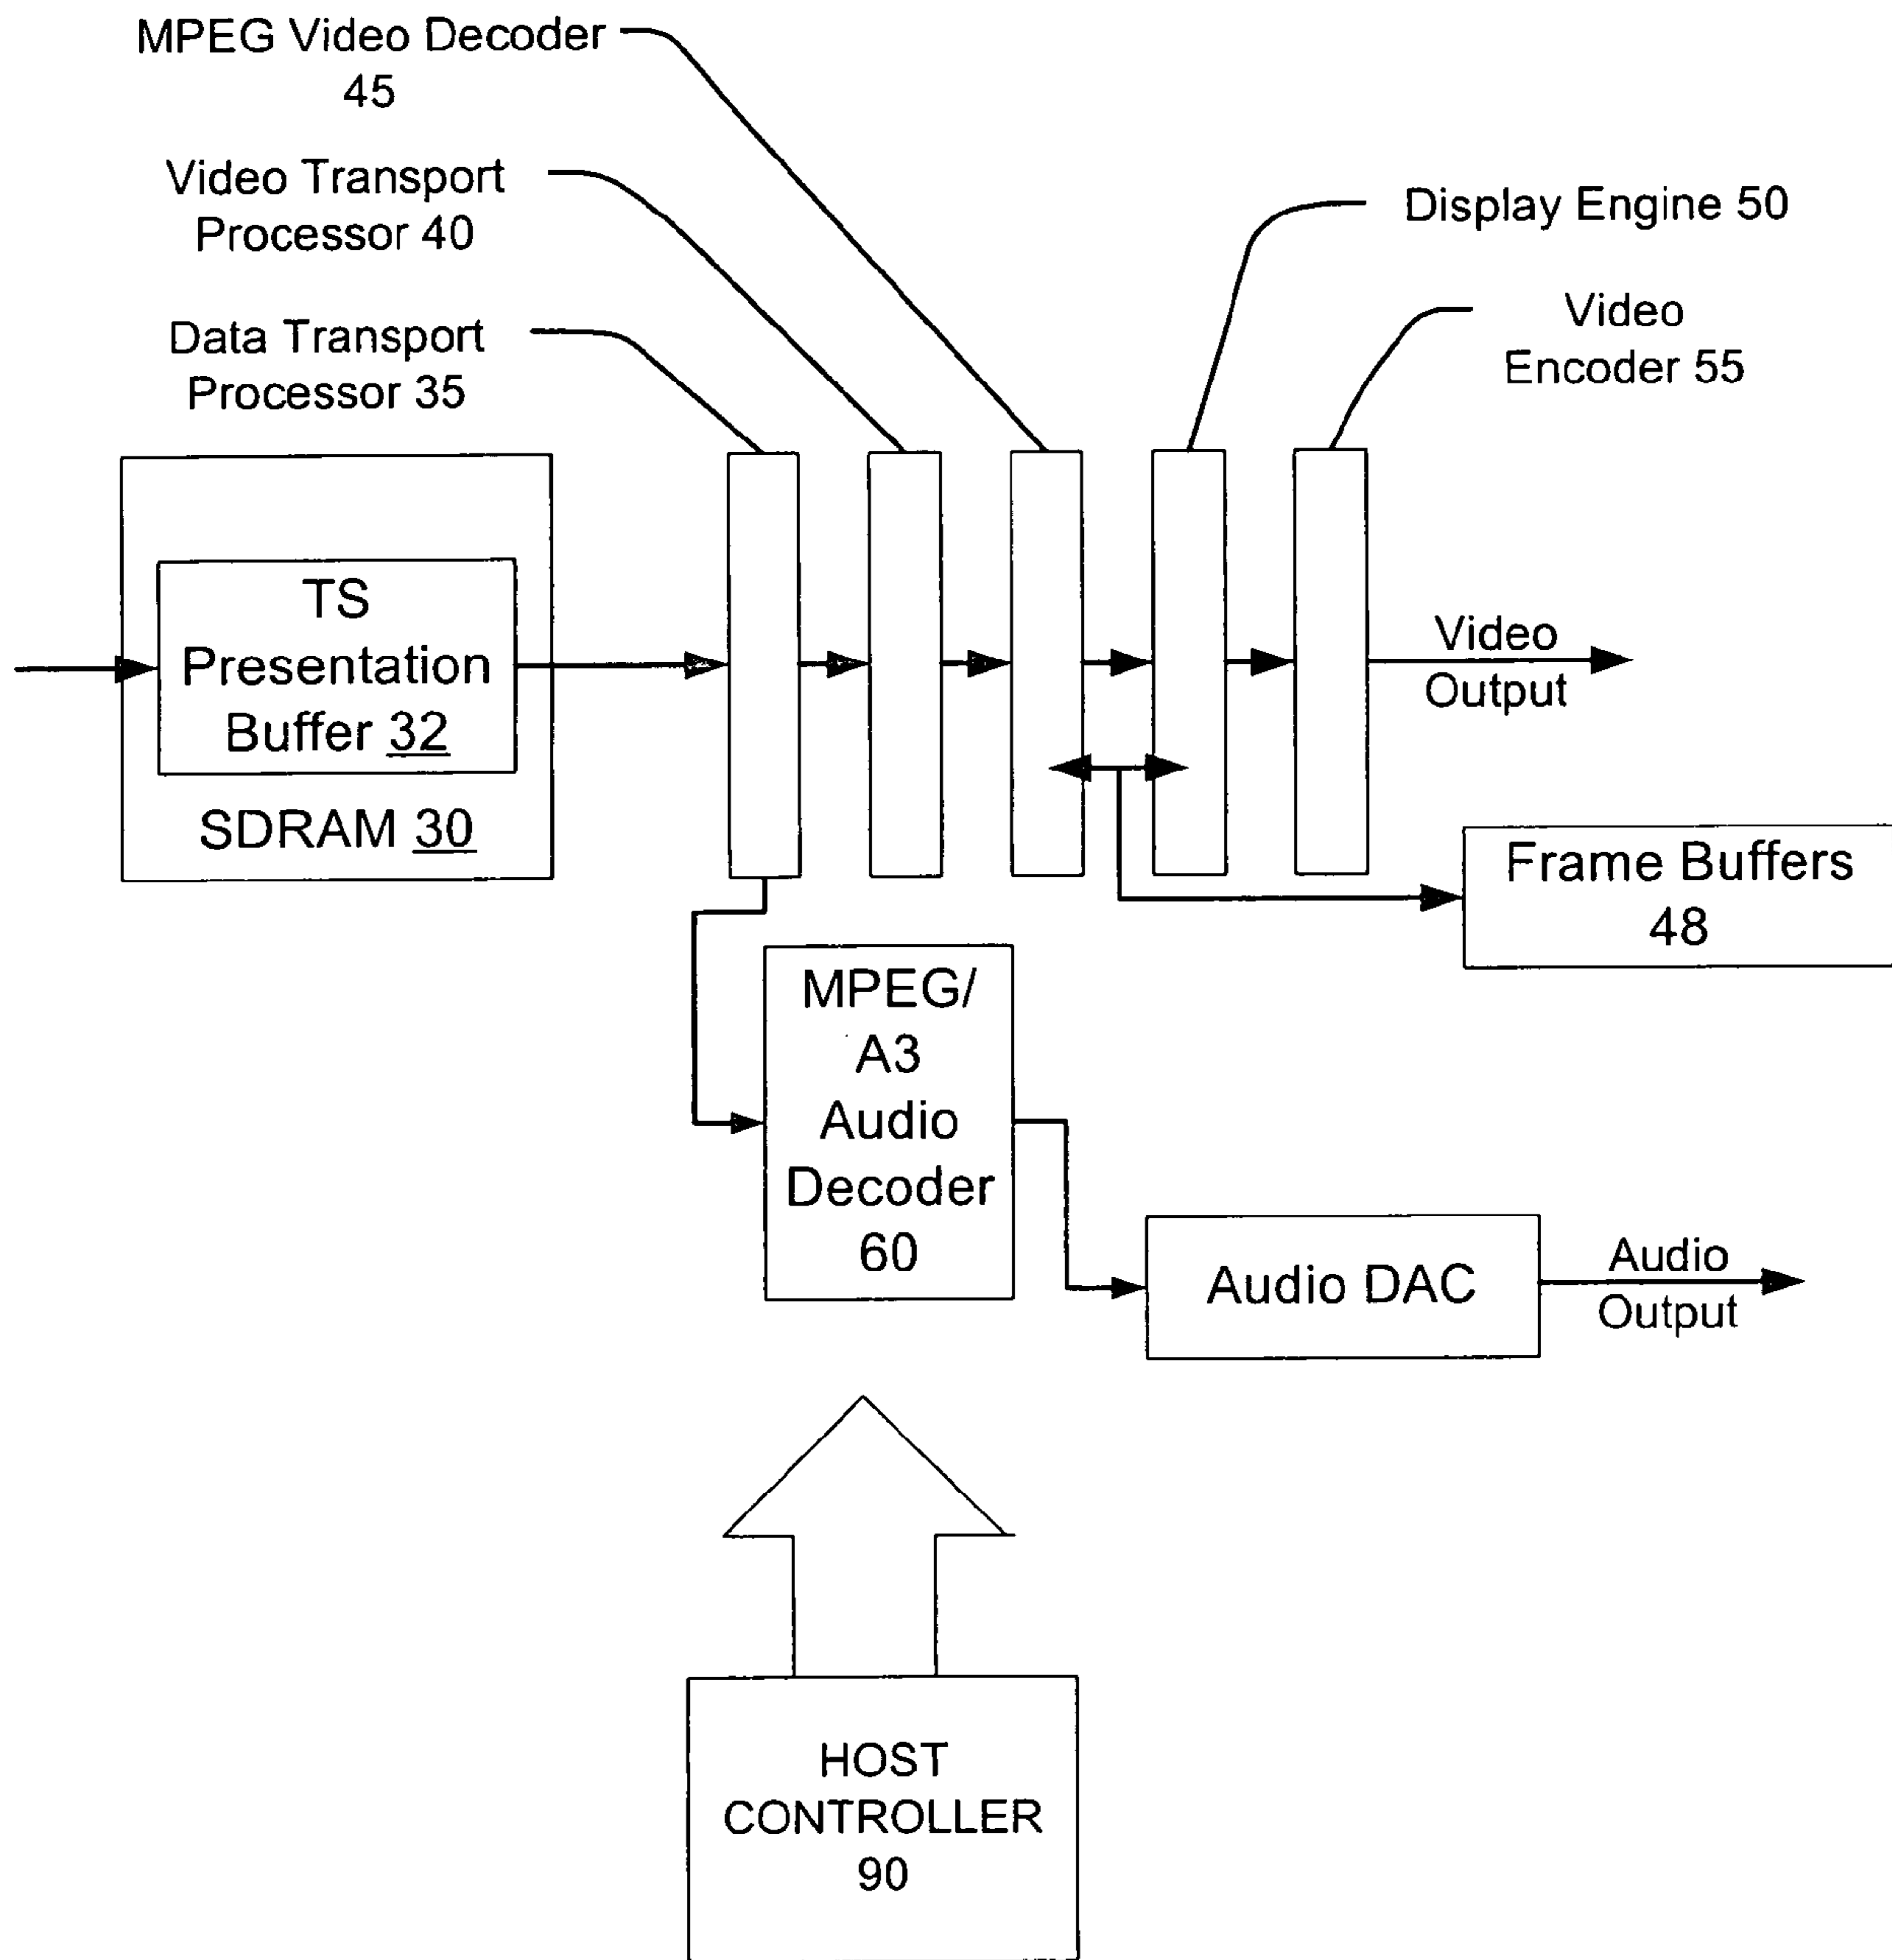 MPEG Video Decoder
45
Video Transport
Processor 40
Data Transport
Processor 35
Display Engine 50
Video
Encoder 55
TS
Presentation
Buffer 32
SDRAM 30
Video
Output
Frame Buffers
48
MPEG/
A3
Audio
Decoder
60
Audio DAC
Audio
Output
HOST
CONTROLLER
90